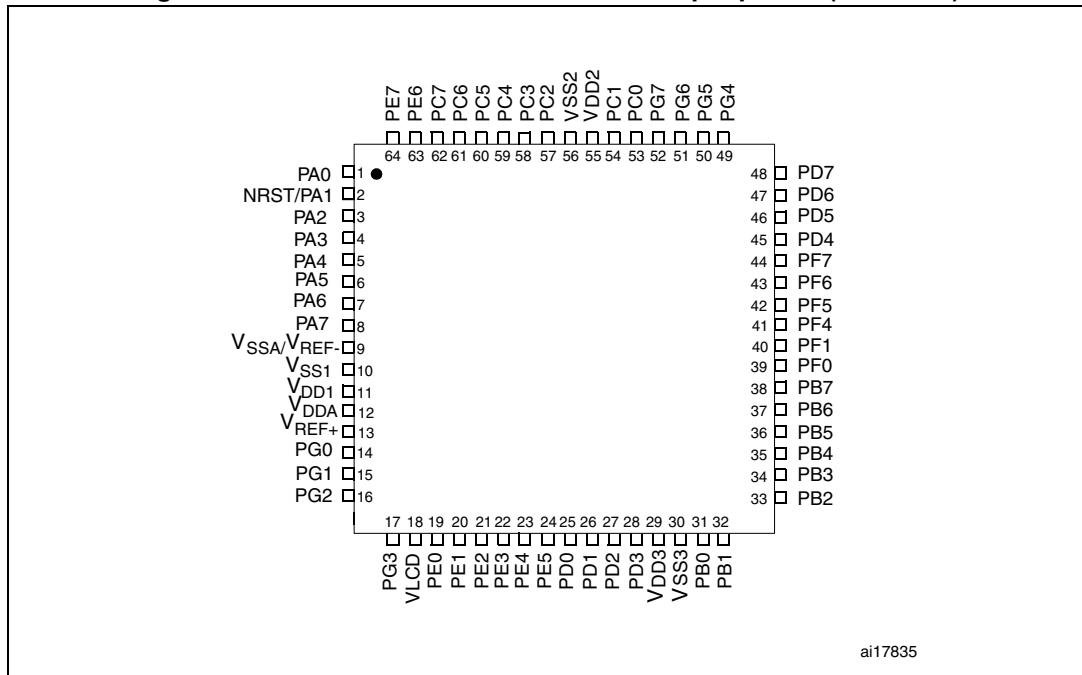 PE7 PE6 PC7 PC6 PC5 PC4 PC3 PC2 VSS2 VDD2 PC1 PC0 PG7 PG6 PG5 PG4
64 63 62 61 60 59 58 57 56 55 54 53 52 51 50 49
PA0 1 48 PD7
NRST/PA1 2 47 PD6
PA2 3 46 PD5
PA3 4 45 PD4
PA4 5 44 PF7
PA5 6 43 PF6
PA6 7 42 PF5
PA7 8 41 PF4
VSSA/VREF- 9 40 PF1
VSS1 10 39 PF0
VDD1 11 38 PB7
VDDA 12 37 PB6
VREF+ 13 36 PB5
PG0 14 35 PB4
PG1 15 34 PB3
PG2 16 33 PB2
17 18 19 20 21 22 23 24 25 26 27 28 29 30 31 32
PG3 VLCD PE0 PE1 PE2 PE3 PE4 PE5 PD0 PD1 PD2 PD3 VDD3 VSS3 PB0 PB1
ai17835